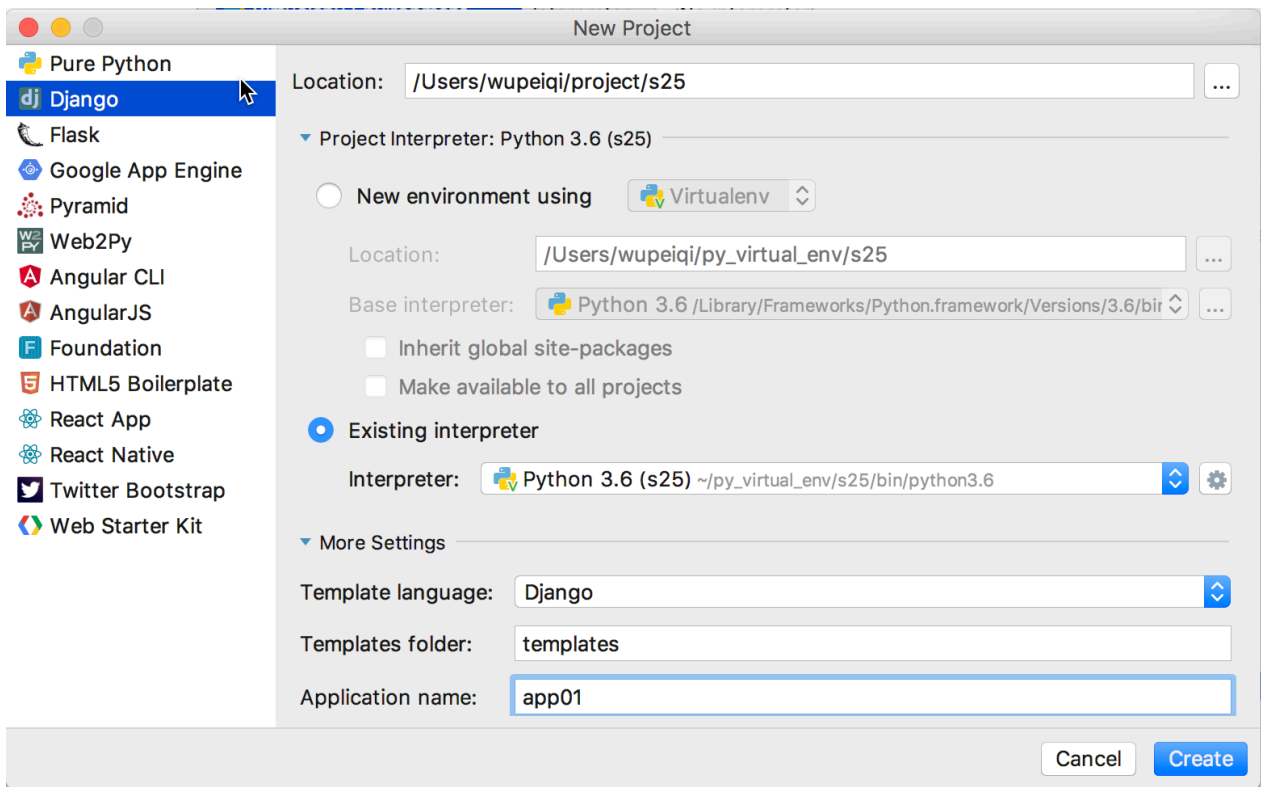 New Project
Pure Python
Django
Flask
Google App Engine
Pyramid
Web2Py
Angular CLI
AngularJS
Foundation
HTML5 Boilerplate
React App
React Native
Twitter Bootstrap
Web Starter Kit
Location: /Users/wupeiqi/project/s25 ...
Project Interpreter: Python 3.6 (s25)
New environment using Virtualenv
Location: /Users/wupeiqi/py_virtual_env/s25 ...
Base interpreter: Python 3.6 /Library/Frameworks/Python.framework/Versions/3.6/bin ...
Inherit global site-packages
Make available to all projects
Existing interpreter
Interpreter: Python 3.6 (s25) ~/py_virtual_env/s25/bin/python3.6
More Settings
Template language: Django
Templates folder: templates
Application name: app01
Cancel Create